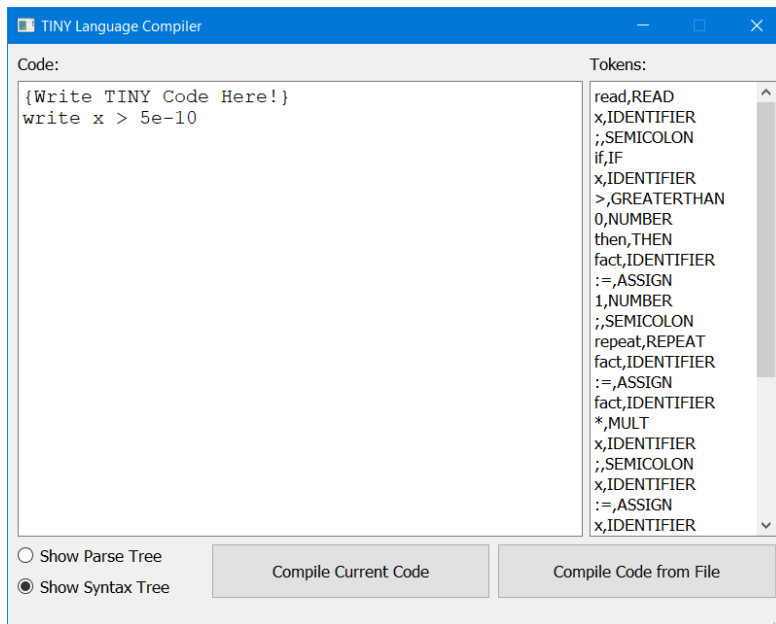 TINY Language Compiler
Code:
Tokens:
{Write TINY Code Here!}
write x > 5e-10
read,READ
x,IDENTIFIER
;,SEMICOLON
if,IF
x,IDENTIFIER
>,GREATERTHAN
0,NUMBER
then,THEN
fact,IDENTIFIER
:=,ASSIGN
1,NUMBER
;,SEMICOLON
repeat,REPEAT
fact,IDENTIFIER
:=,ASSIGN
fact,IDENTIFIER
*,MULT
x,IDENTIFIER
;,SEMICOLON
x,IDENTIFIER
:=,ASSIGN
x,IDENTIFIER
Show Parse Tree
Show Syntax Tree
Compile Current Code
Compile Code from File